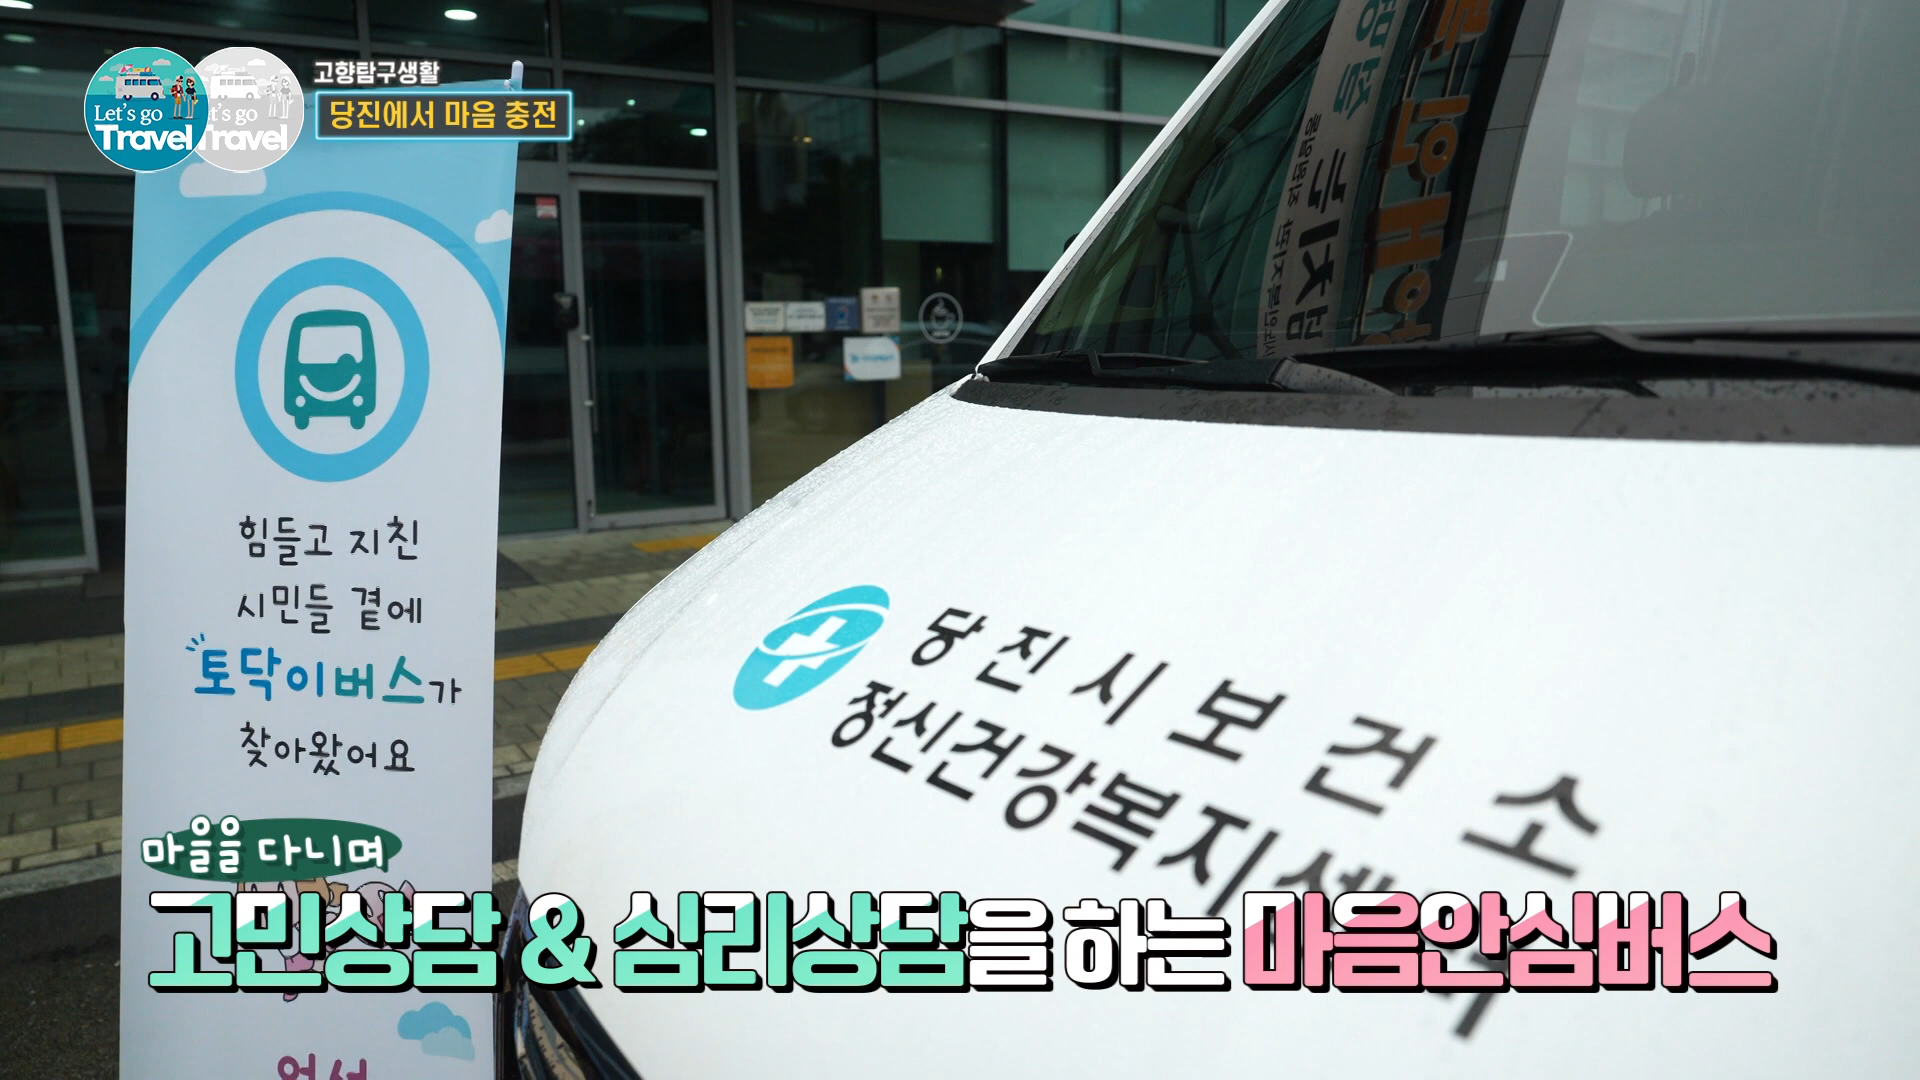 Let's go
Travel
고향탐구생활
당진에서 마음 충전
힘들고 지친
시민들 곁에
토닥이버스가
찾아왔어요
당진시보건소
정신건강복지센터
마을을 다니며
고민상담 & 심리상담을 하는 마음안심버스